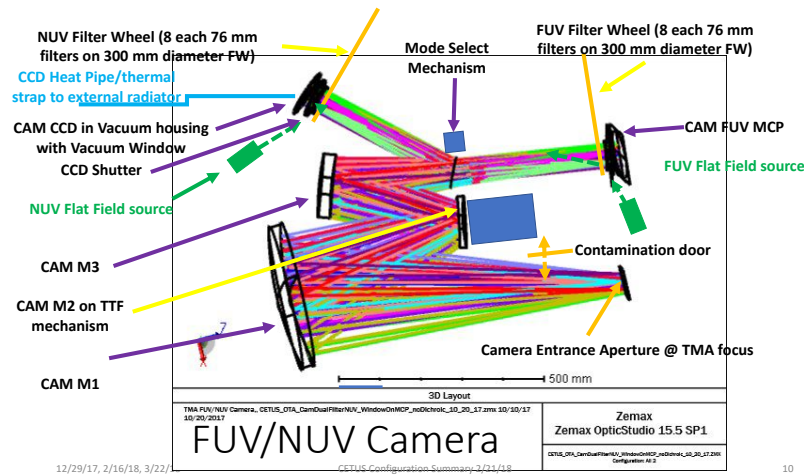 NUV Filter Wheel (8 each 76 mm
filters on 300 mm diameter FW)
CCD Heat Pipe/thermal
strap to external radiator
CAM CCD in Vacuum housing
with Vacuum Window
CCD Shutter
NUV Flat Field source
CAM M3
CAM M2 on TTF
mechanism
CAM M1
Mode Select
Mechanism
FUV Filter Wheel (8 each 76 mm
filters on 300 mm diameter FW)
CAM FUV MCP
FUV Flat Field source
Contamination door
Camera Entrance Aperture @ TMA focus
Z
X
500 mm
3D Layout
TMA FUV/NUV Camera,, CETUS_OTA_CamDualFilterNUV_WindowOnMCP_noDichroic_10_20_17.zmx 10/10/17
10/20/2017
Zemax
Zemax OpticStudio 15.5 SP1
CETUS_OTA_CamDualFilterNUV_WindowOnMCP_noDichroic_10_20_17.ZMX
Configuration: All 2
FUV/NUV Camera
12/29/17, 2/16/18, 3/22/1
CETUS Configuration Summary 2/21/18
10